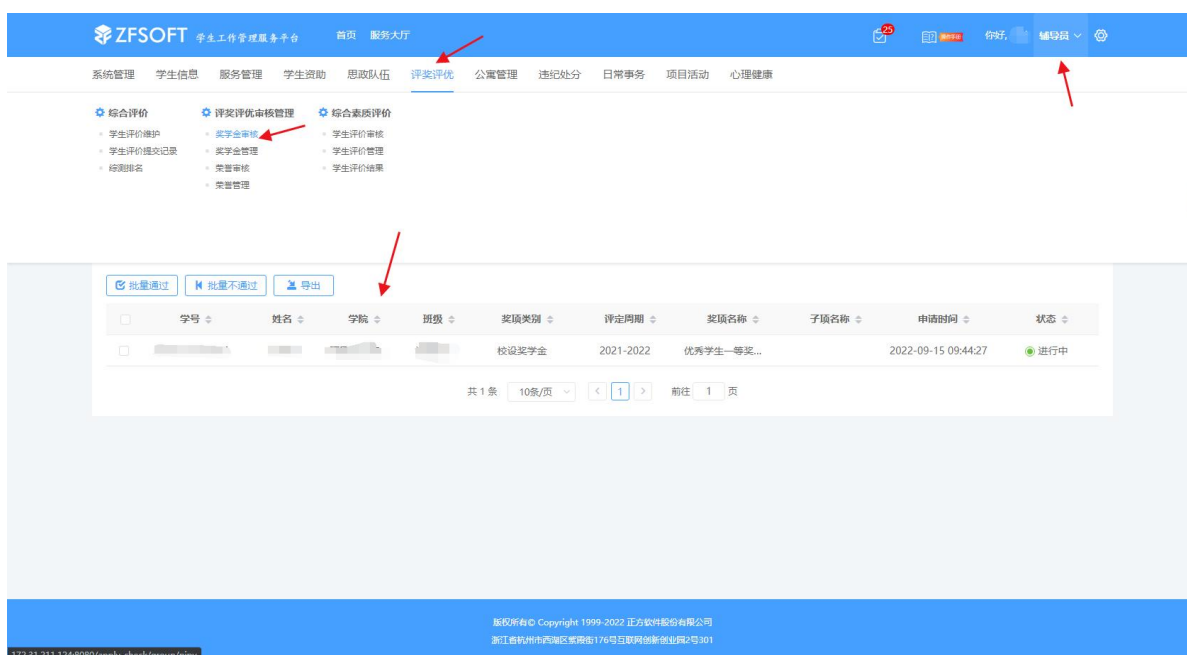 ZFSOFT 学生工作管理服务平台 首页 服务大厅 25 你好, 辅导员
系统管理 学生信息 服务管理 学生资助 思政队伍 评奖评优 公寓管理 违纪处分 日常事务 项目活动 心理健康
综合评价 评奖评优审核管理 综合素质评价
学生评价维护 奖学金审核 学生评价审核
学生评价提交记录 奖学金管理 学生评价管理
综测排名 荣誉审核 学生评价结果
荣誉管理
批量通过 批量不通过 导出
学号 姓名 学院 班级 奖项类别 评定周期 奖项名称 子项名称 申请时间 状态
校设奖学金 2021-2022 优秀学生一等奖... 2022-09-15 09:44:27 进行中
共 1 条 10条/页 < 1 > 前往 1 页
版权所有© Copyright 1999-2022 正方软件股份有限公司
浙江省杭州市西湖区紫霞街176号互联网创新创业园2号301